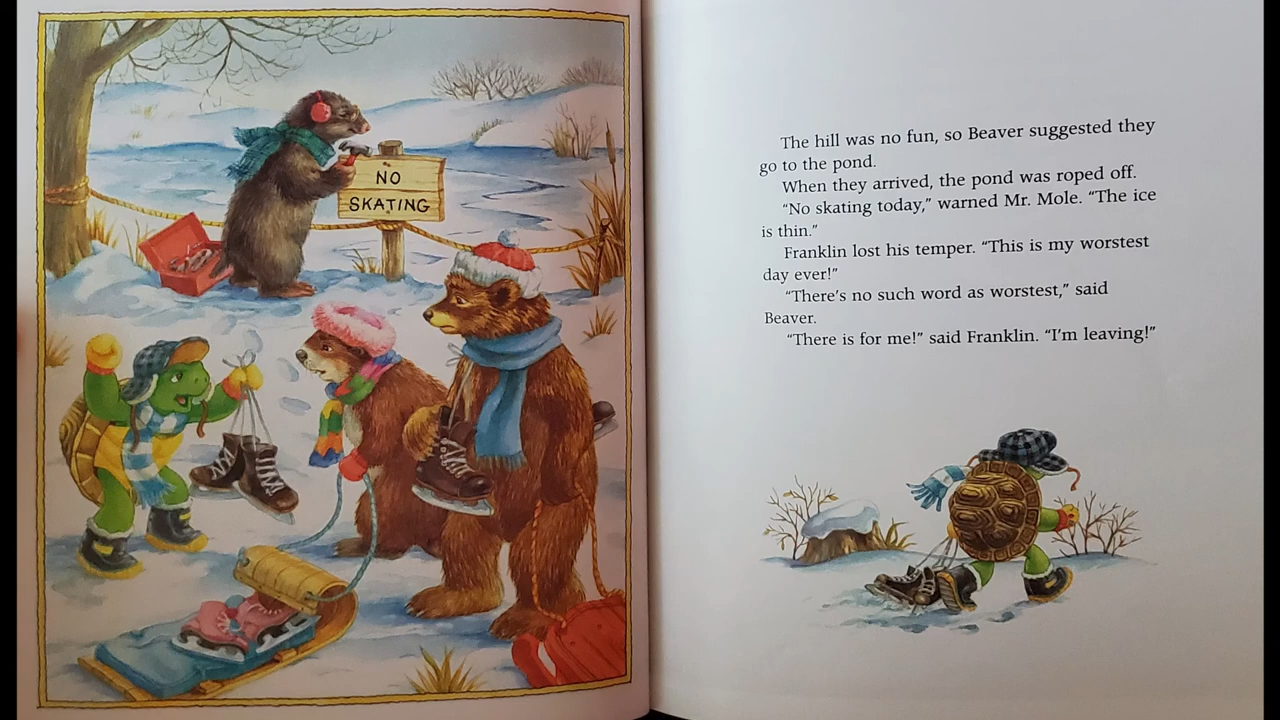 NO
SKATING
The hill was no fun, so Beaver suggested they
go to the pond.
When they arrived, the pond was roped off.
“No skating today,” warned Mr. Mole. “The ice
is thin.”
Franklin lost his temper. “This is my worstest
day ever!”
“There’s no such word as worstest,” said
Beaver.
“There is for me!” said Franklin. “I’m leaving!”